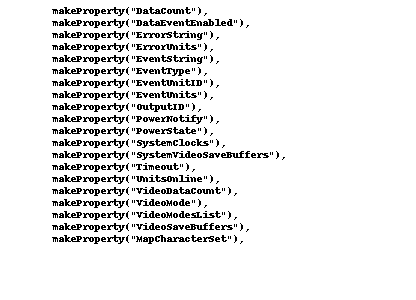 makeProperty("DataCount"),
makeProperty("DataEventEnabled"),
makeProperty("ErrorString"),
makeProperty("ErrorUnits"),
makeProperty("EventString"),
makeProperty("EventType"),
makeProperty("EventUnitID"),
makeProperty("EventUnits"),
makeProperty("OutputID"),
makeProperty("PowerNotify"),
makeProperty("PowerState"),
makeProperty("SystemClocks"),
makeProperty("SystemVideoSaveBuffers"),
makeProperty("Timeout"),
makeProperty("UnitsOnline"),
makeProperty("VideoDataCount"),
makeProperty("VideoMode"),
makeProperty("VideoModesList"),
makeProperty("VideoSaveBuffers"),
makeProperty("MapCharacterSet"),